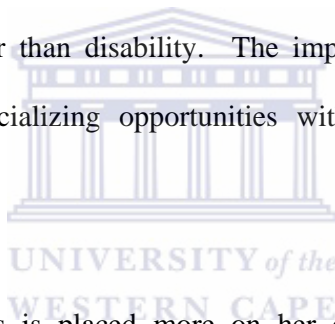 r than disability. The imp
cializing opportunities wit
UNIVERSITY of the
WESTERN CAPE
s is placed more on her